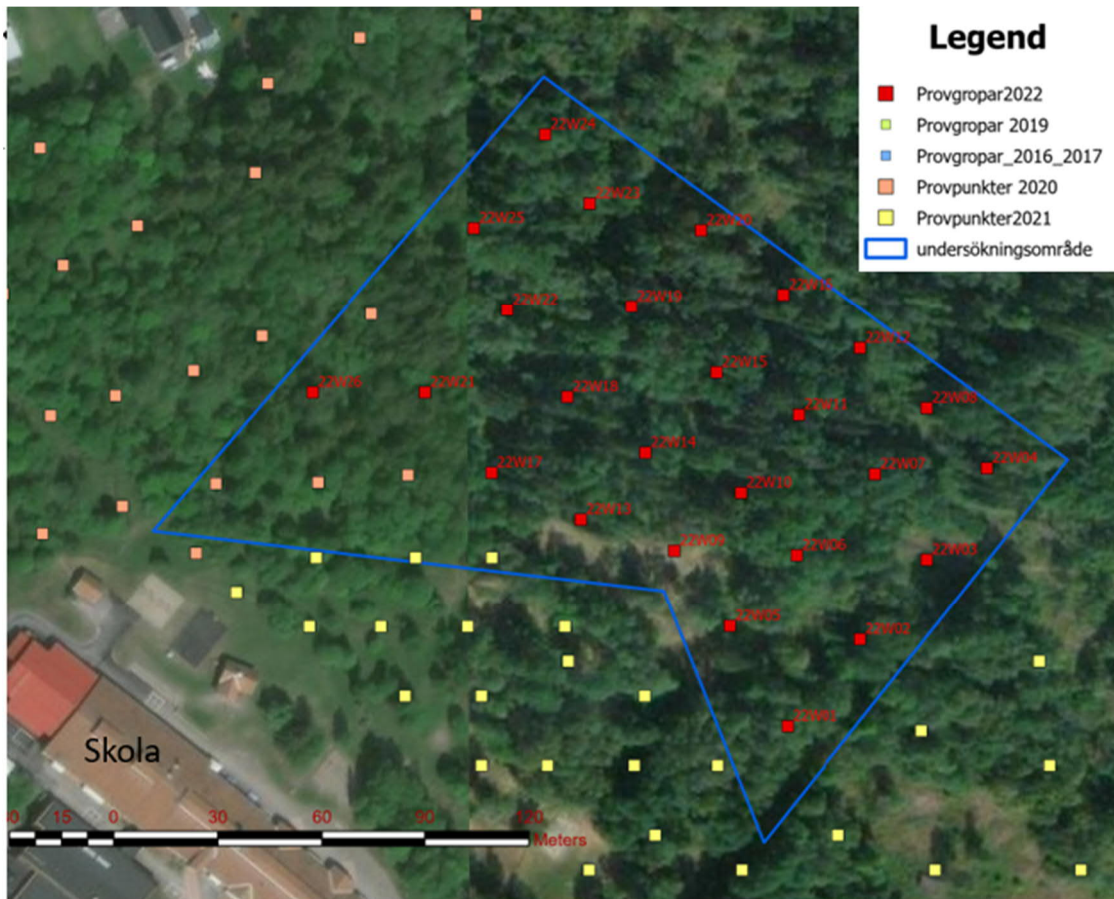 Legend
Provgropar2022
Provgropar 2019
Provgropar_2016_2017
Provpunkter 2020
Provpunkter2021
undersökningsområde
22W24
22W23
22W25
22W20
22W16
22W22
22W19
22W12
22W15
22W26
22W21
22W18
22W11
22W08
22W14
22W17
22W07
22W04
22W10
22W13
22W09
22W06
22W03
22W05
22W02
22W01
Skola
30 15 0 30 60 90 120
Meters